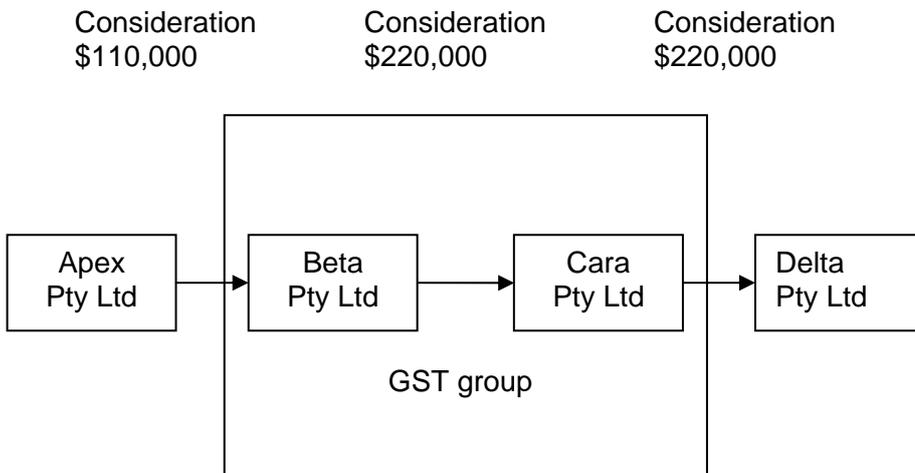 Consideration
$110,000
Consideration
$220,000
Consideration
$220,000
Apex
Pty Ltd
Beta
Pty Ltd
Cara
Pty Ltd
Delta
Pty Ltd
GST group